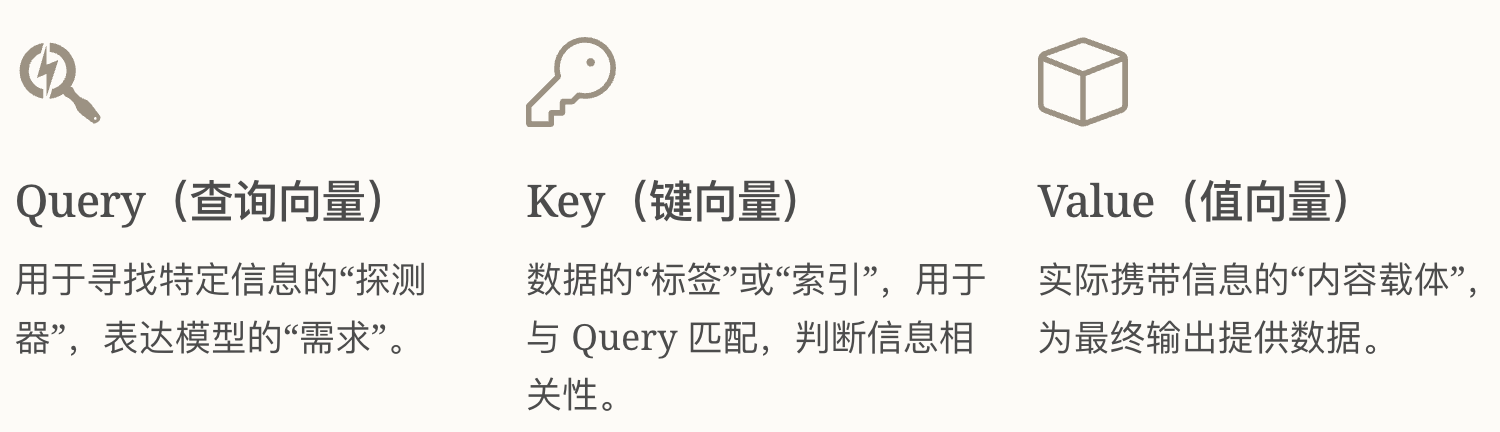 Query（查询向量）
用于寻找特定信息的“探测
器”，表达模型的“需求”。
Key（键向量）
数据的“标签”或“索引”，用于
与 Query 匹配，判断信息相
关性。
Value（值向量）
实际携带信息的“内容载体”，
为最终输出提供数据。